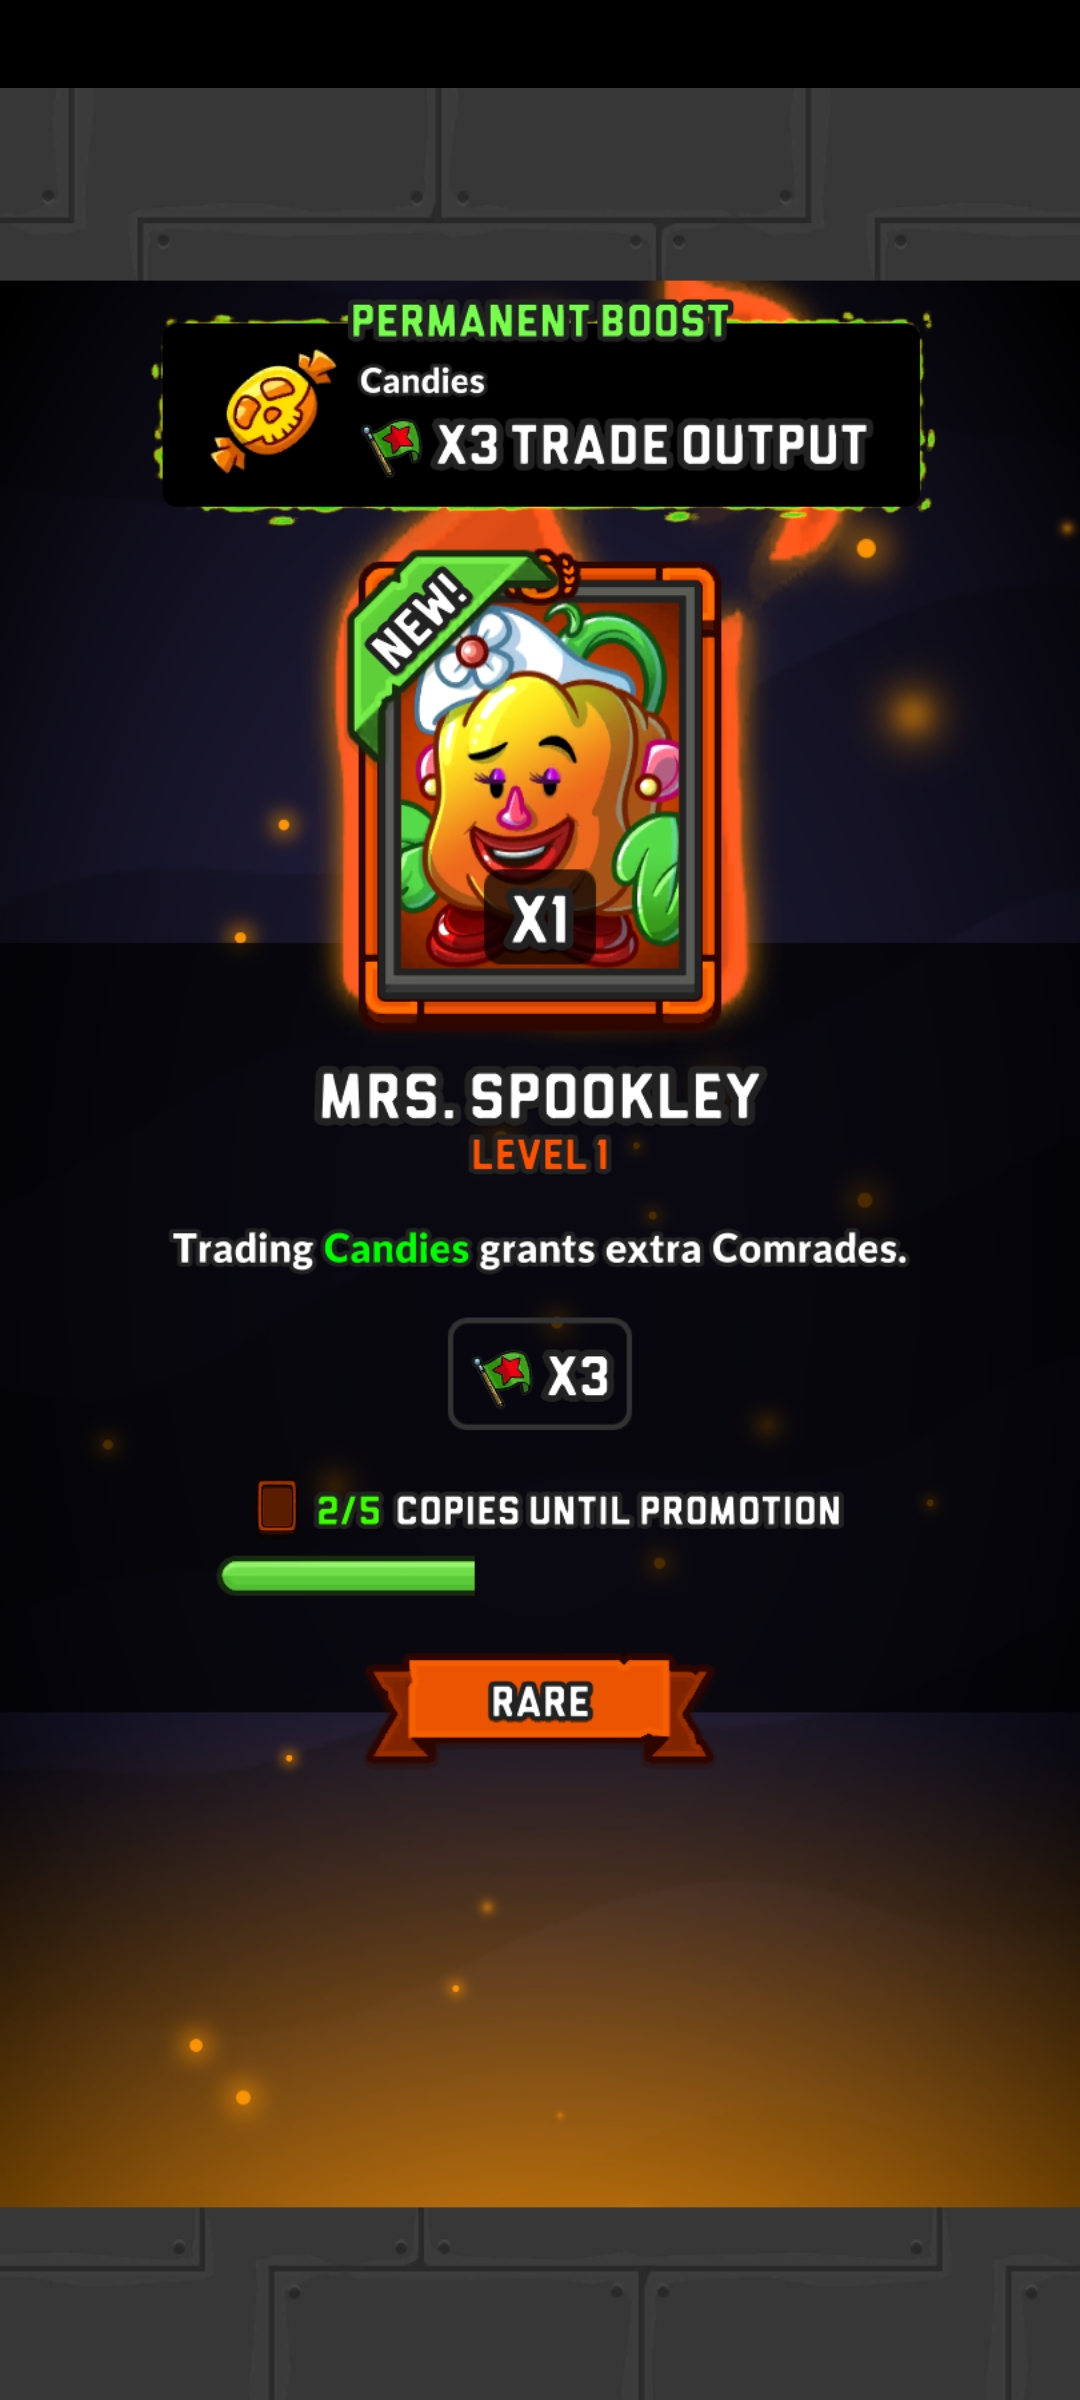 PERMANENT BOOST
Candies
X3 TRADE OUTPUT
NEW!
X1
MRS. SPOOKLEY
LEVEL 1
Trading Candies grants extra Comrades.
X3
2/5 COPIES UNTIL PROMOTION
RARE